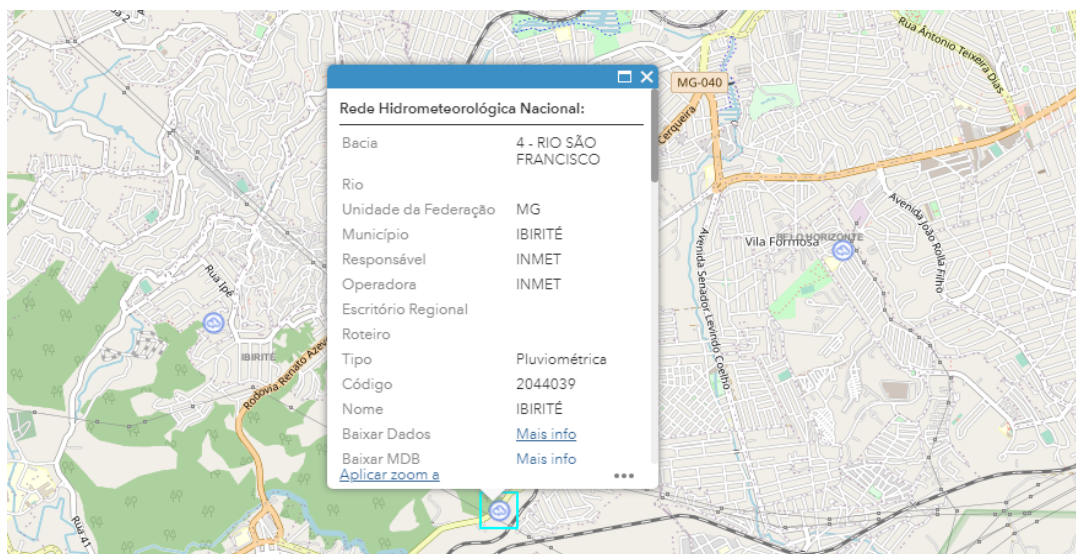 Rua Antonio Teixeira Dias
MG-040
Cerqueira
Rede Hidrometeorológica Nacional:
Bacia 4 - RIO SÃO
FRANCISCO
Rio
Unidade da Federação MG
Município IBIRITÉ
Responsável INMET
Operadora INMET
Escritório Regional
Roteiro
Tipo Pluviométrica
Código 2044039
Nome IBIRITÉ
Baixar Dados Mais info
Baixar MDB Mais info
Aplicar zoom a
Avenida João Rolla Filho
Vila Formosa
BELO HORIZONTE
Avenida Senador Levindo Coelho
Rua Ipê
IBIRITÉ
Rodovia Renato Azev
Rua 41